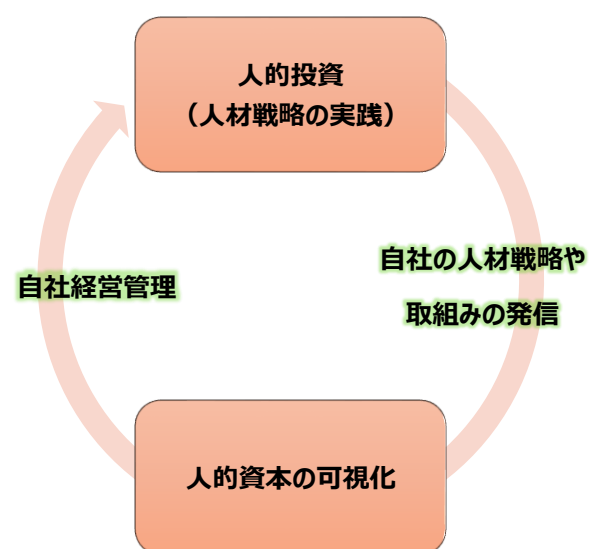 人的投資
（人材戦略の実践）
自社の人材戦略や
取組みの発信
自社経営管理
人的資本の可視化